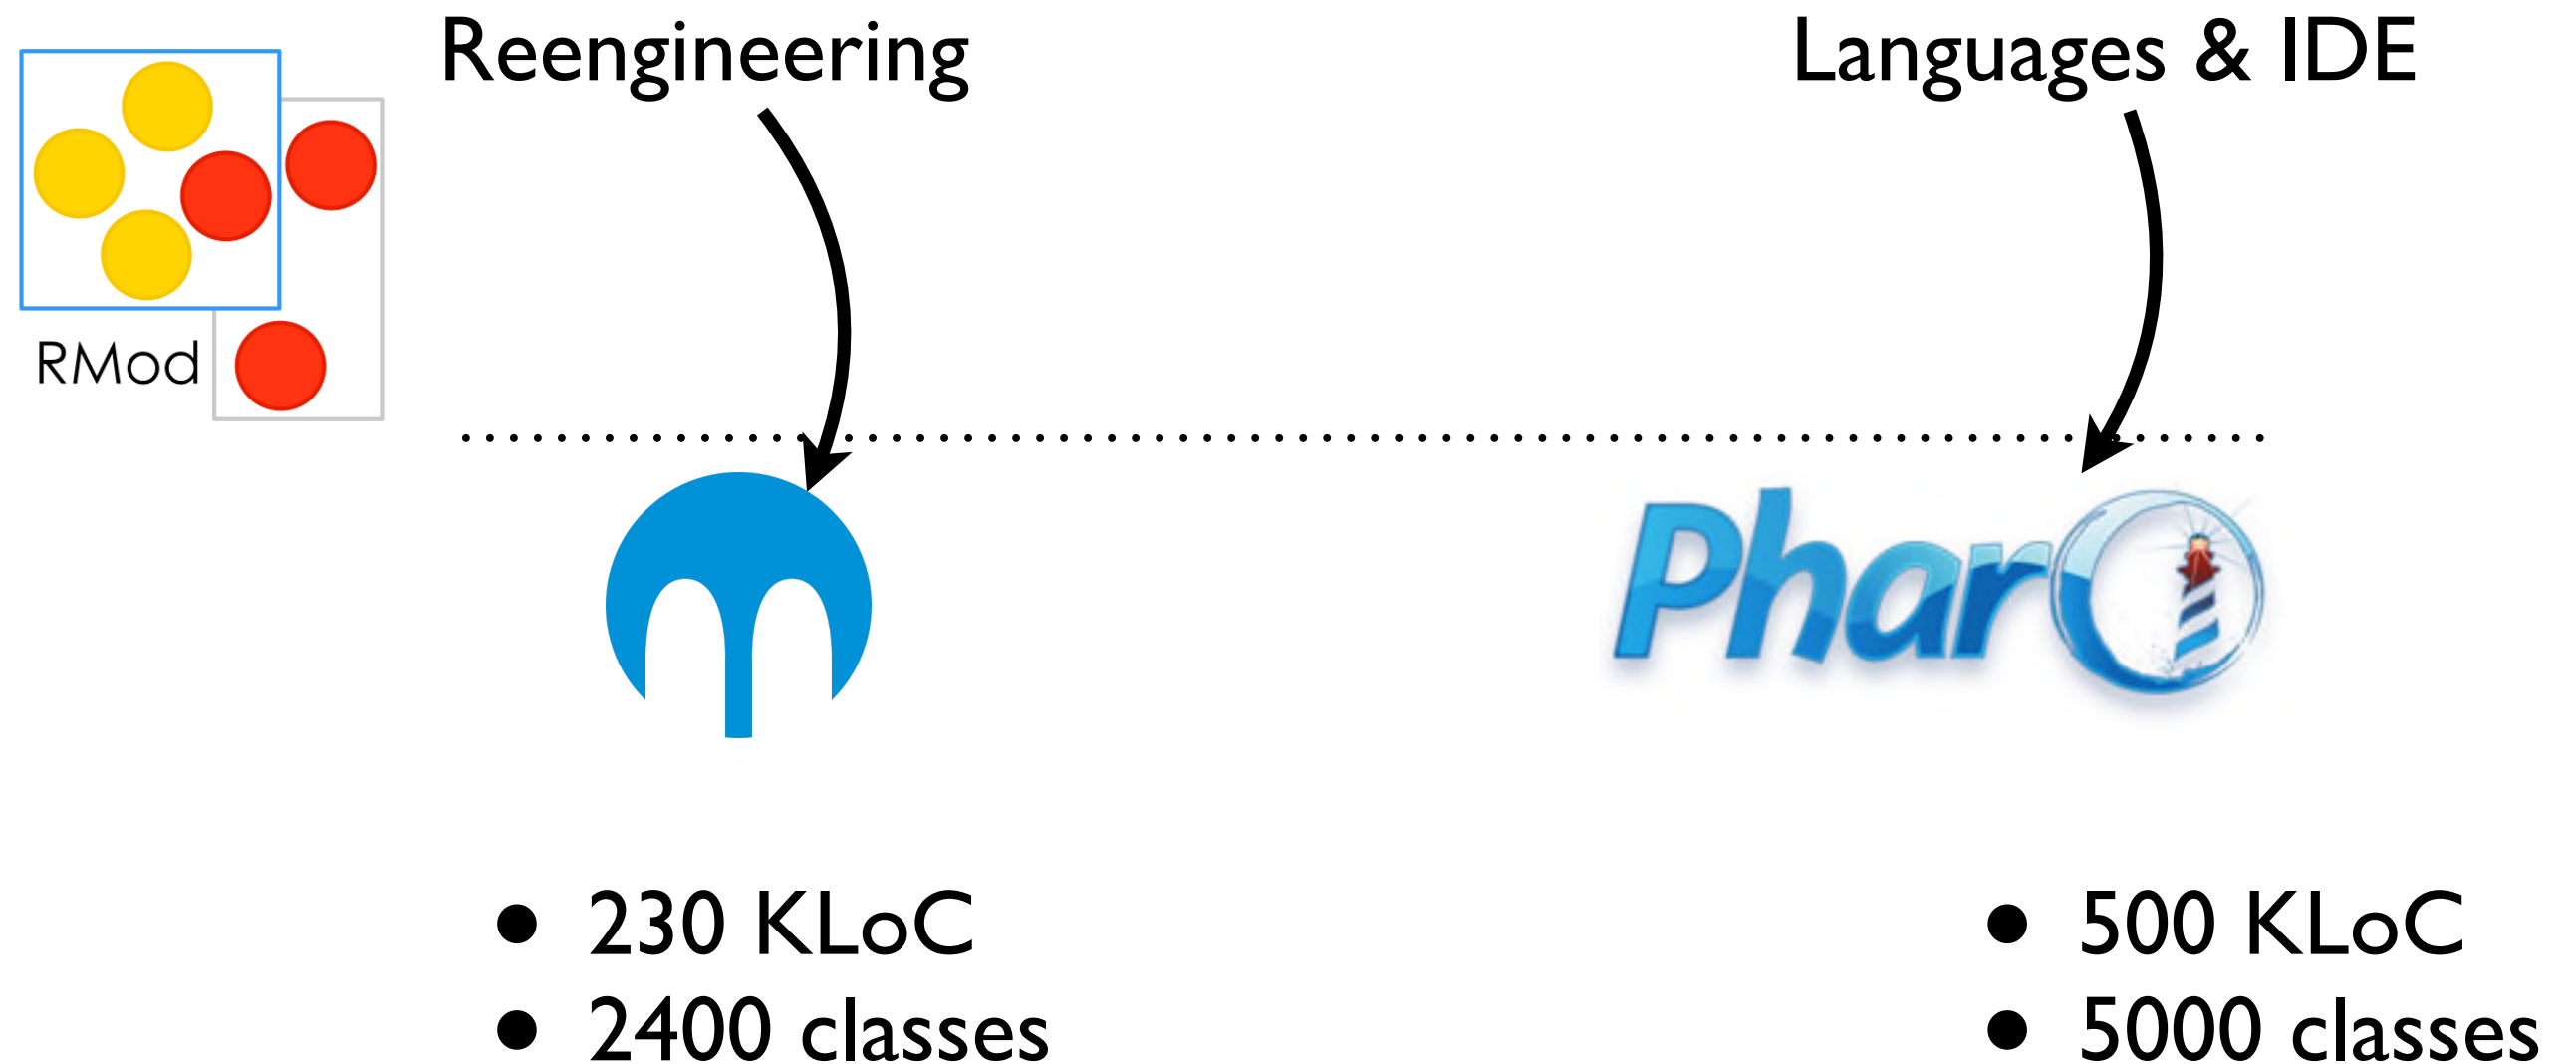 Reengineering
Languages & IDE
RMod
Pharo
• 230 KLoC
• 2400 classes
• 500 KLoC
• 5000 classes